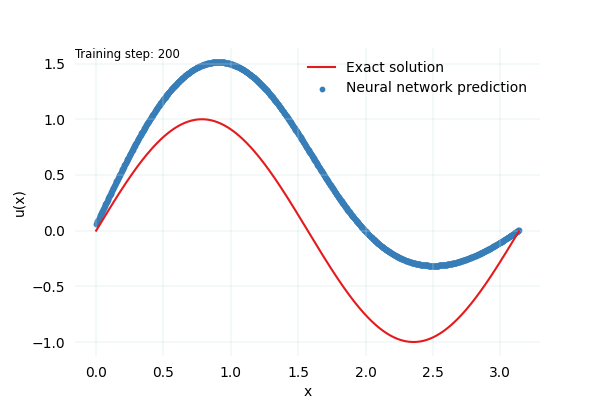 Training step: 200
Exact solution
Neural network prediction
1.5
1.0
0.5
0.0
−0.5
−1.0
u(x)
0.0 0.5 1.0 1.5 2.0 2.5 3.0
x